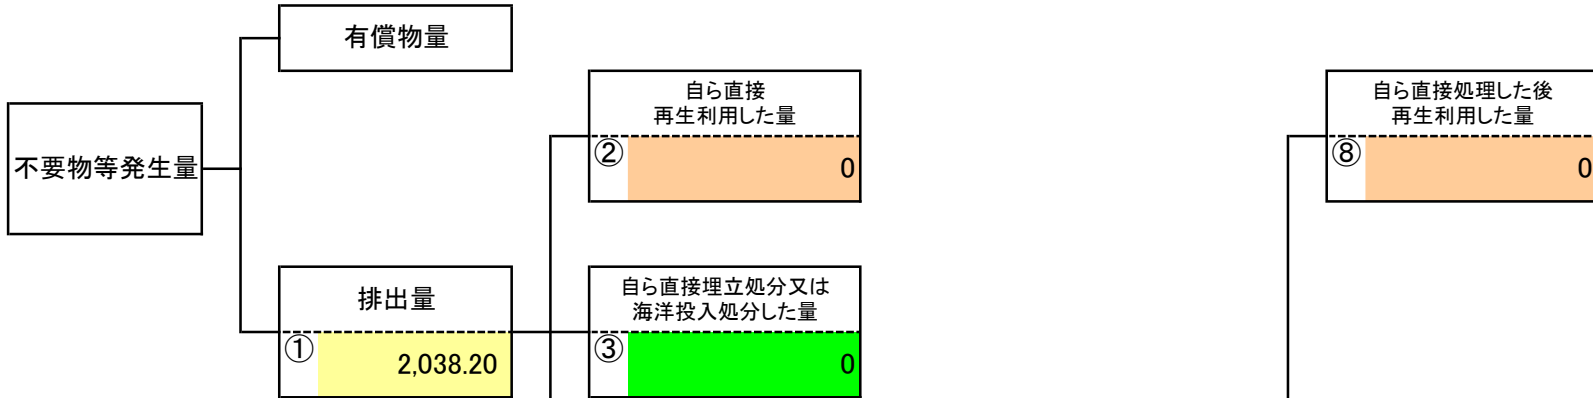 有償物量
不要物等発生量
自ら直接
再生利用した量
②
0
自ら直接処理した後
再生利用した量
⑧
0
排出量
①
2,038.20
自ら直接埋立処分又は
海洋投入処分した量
③
0